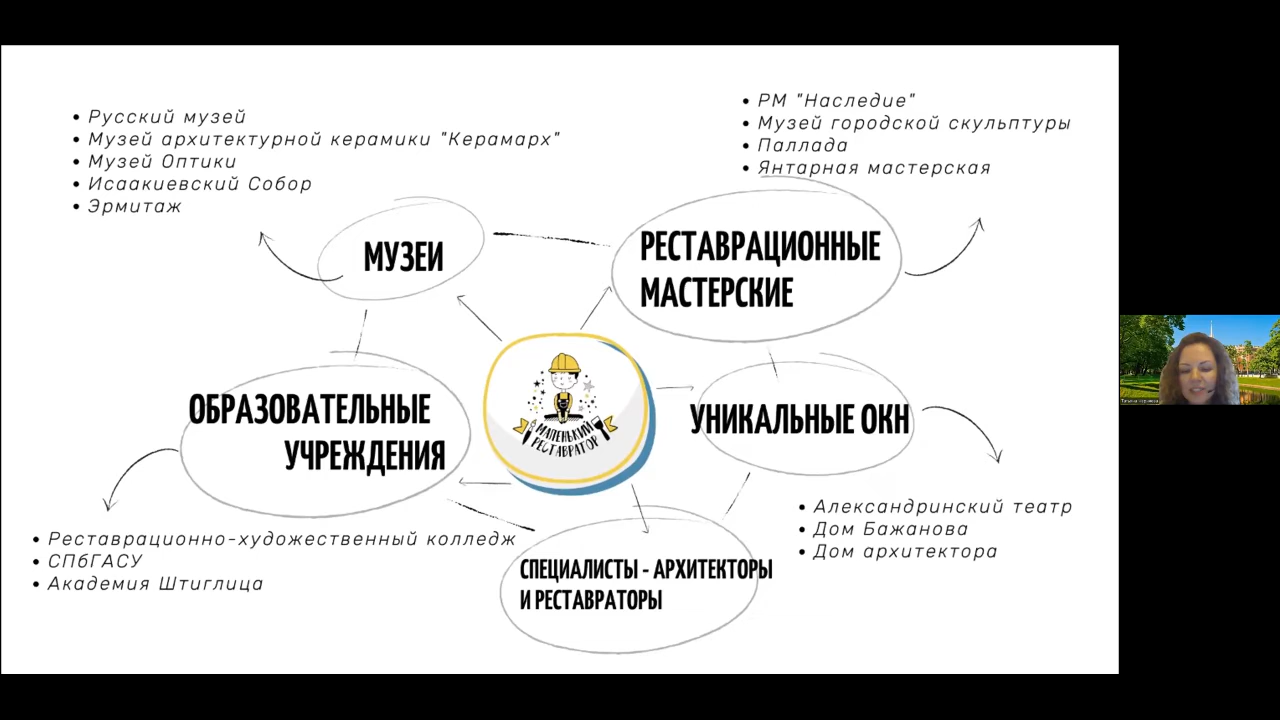 • Русский музей
• Музей архитектурной керамики "Керамарх"
• Музей Оптики
• Исаакиевский Собор
• Эрмитаж
• РМ "Наследие"
• Музей городской скульптуры
• Паллада
• Янтарная мастерская
МУЗЕИ
РЕСТАВРАЦИОННЫЕ
МАСТЕРСКИЕ
ОБРАЗОВАТЕЛЬНЫЕ
УЧРЕЖДЕНИЯ
МАЛЕНЬКИЙ
РЕСТАВРАТОР
УНИКАЛЬНЫЕ ОКН
• Реставрационно-художественный колледж
• СПбГАСУ
• Академия Штиглица
СПЕЦИАЛИСТЫ - АРХИТЕКТОРЫ
И РЕСТАВРАТОРЫ
• Александринский театр
• Дом Бажанова
• Дом архитектора